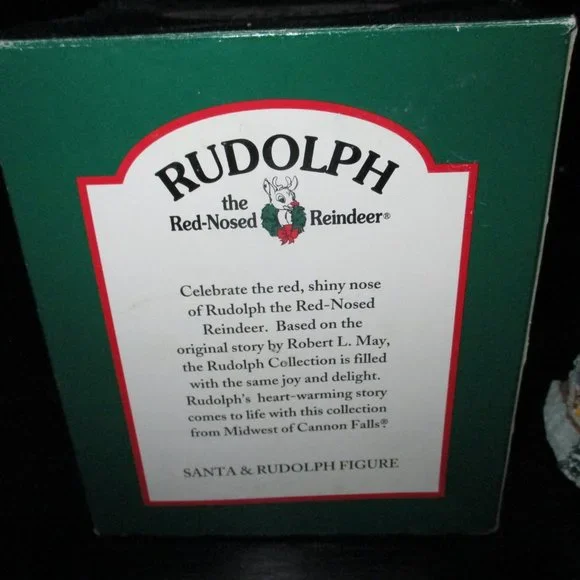 RUDOLPH
the
Red-Nosed Reindeer®
Celebrate the red, shiny nose
of Rudolph the Red-Nosed
Reindeer. Based on the
original story by Robert L. May,
the Rudolph Collection is filled
with the same joy and delight.
Rudolph's heart-warming story
comes to life with this collection
from Midwest of Cannon Falls®.
SANTA & RUDOLPH FIGURE